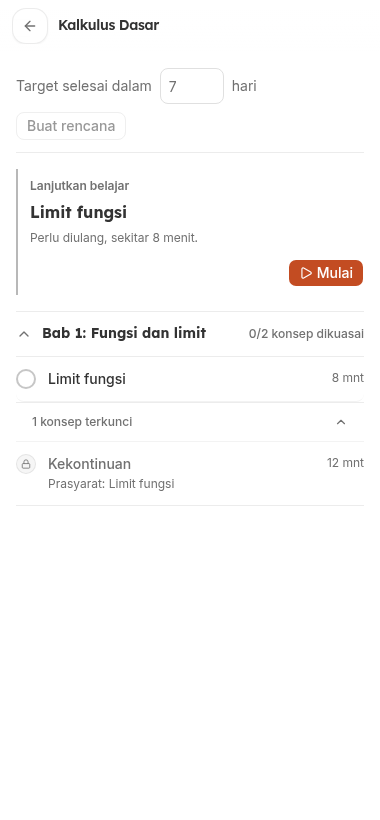 Kalkulus Dasar
Target selesai dalam 7 hari
Buat rencana
Lanjutkan belajar
Limit fungsi
Perlu diulang, sekitar 8 menit.
Mulai
Bab 1: Fungsi dan limit 0/2 konsep dikuasai
Limit fungsi 8 mnt
1 konsep terkunci
Kekontinuan 12 mnt
Prasyarat: Limit fungsi